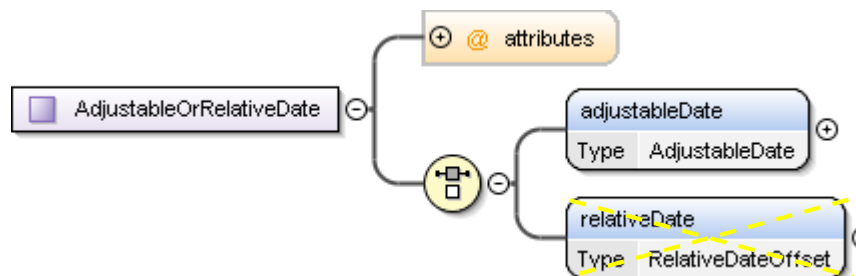 @ attributes
AdjustableOrRelativeDate
adjustableDate
Type AdjustableDate
relativeDate
Type RelativeDateOffset